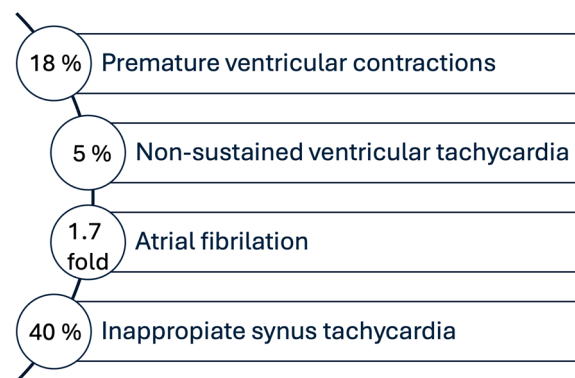 18 % Premature ventricular contractions
5 % Non-sustained ventricular tachycardia
1.7
fold
Atrial fibrilation
40 % Inappropiate synus tachycardia